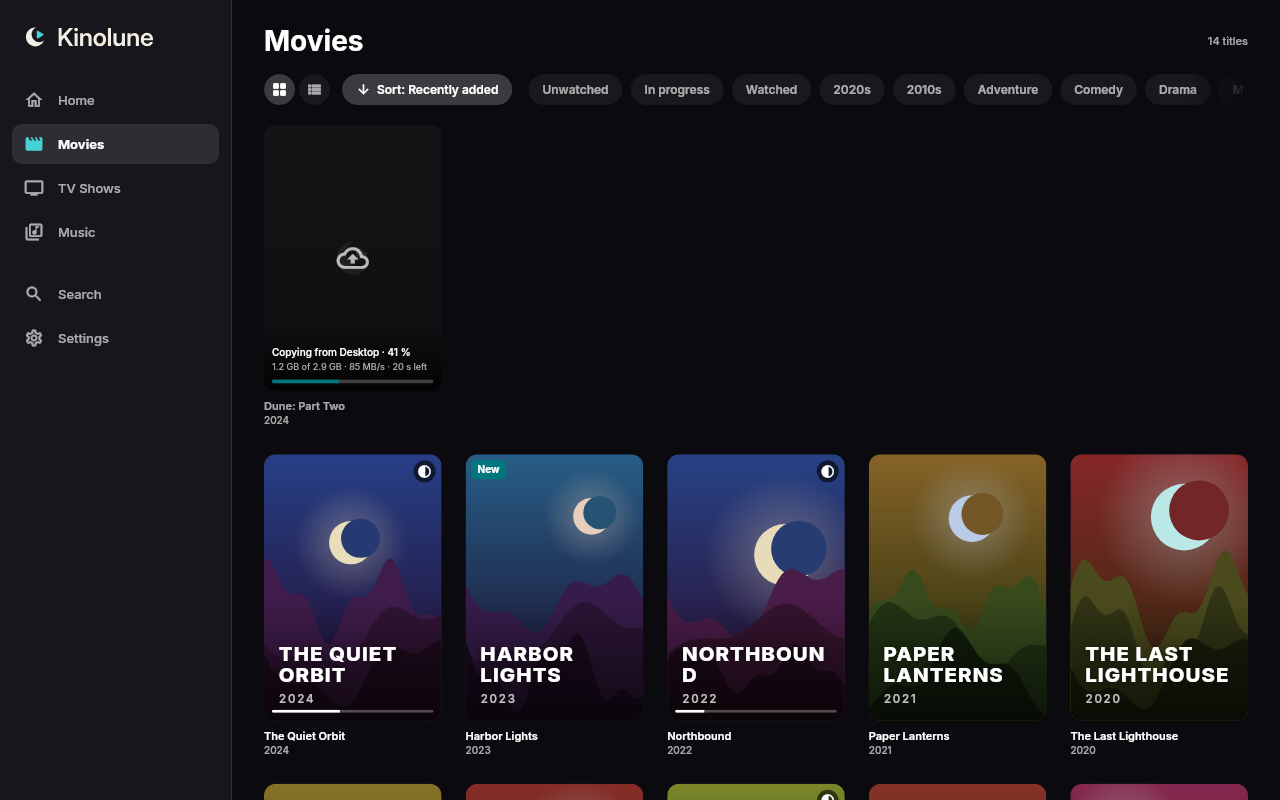 Kinolune
Home
Movies
TV Shows
Music
Search
Settings
Movies
14 titles
Sort: Recently added
Unwatched
In progress
Watched
2020s
2010s
Adventure
Comedy
Drama
Copying from Desktop · 41 %
1.2 GB of 2.9 GB · 85 MB/s · 20 s left
Dune: Part Two
2024
THE QUIET
ORBIT
2024
The Quiet Orbit
2024
New
HARBOR
LIGHTS
2023
Harbor Lights
2023
NORTHBOUN
D
2022
Northbound
2022
PAPER
LANTERNS
2021
Paper Lanterns
2021
THE LAST
LIGHTHOUSE
2020
The Last Lighthouse
2020